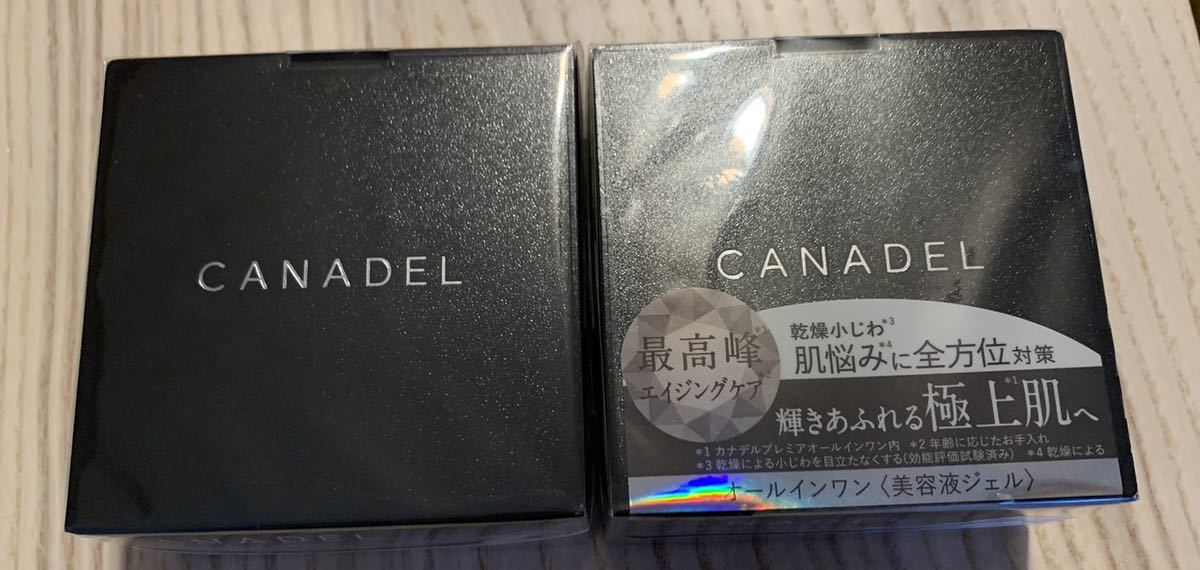 CANADEL
CANADEL
最高峰*1
エイジングケア*2
乾燥小じわ*3
肌悩み*4に全方位対策
輝きあふれる極上肌*1へ
*1 カナデルプレミアオールインワン内 *2 年齢に応じたお手入れ
*3 乾燥による小じわを目立たなくする(効能評価試験済み) *4 乾燥による
オールインワン〈美容液ジェル〉